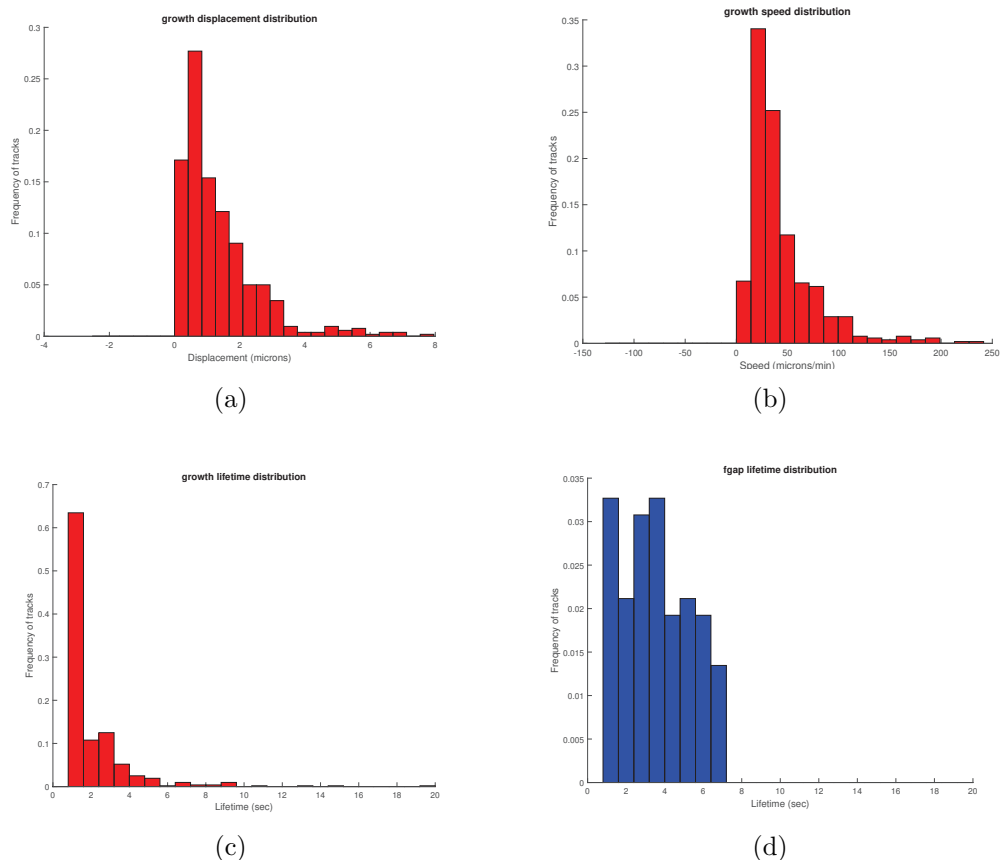 growth displacement distribution
0.3
0.25
0.2
0.15
0.1
0.05
0
Frequency of tracks
-4 -2 0 2 4 6 8
Displacement (microns)
(a)
growth speed distribution
0.35
0.3
0.25
0.2
0.15
0.1
0.05
0
Frequency of tracks
-150 -100 -50 0 50 100 150 200 250
Speed (microns/min)
(b)
growth lifetime distribution
0.7
0.6
0.5
0.4
0.3
0.2
0.1
0
Frequency of tracks
0 2 4 6 8 10 12 14 16 18 20
Lifetime (sec)
(c)
fgap lifetime distribution
0.035
0.03
0.025
0.02
0.015
0.01
0.005
0
Frequency of tracks
0 2 4 6 8 10 12 14 16 18 20
Lifetime (sec)
(d)